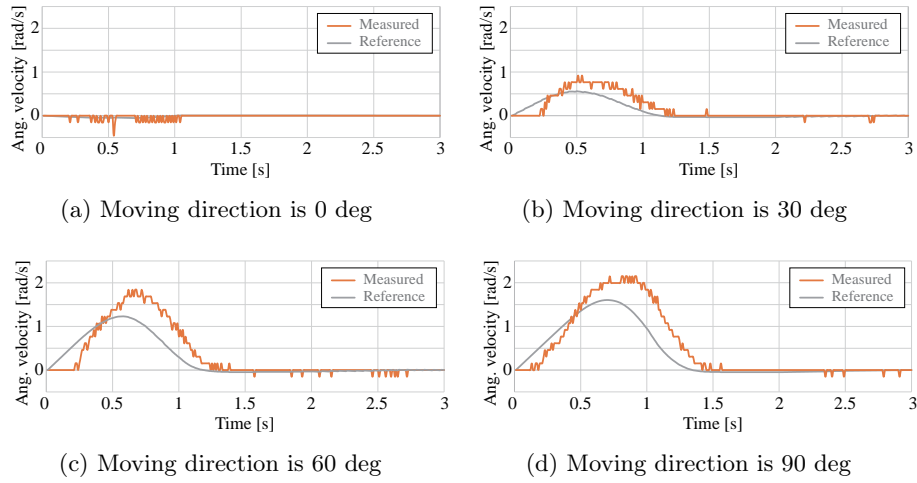 Ang. velocity [rad/s]
2
1
0
Measured
Reference
0 0.5 1 1.5 2 2.5 3
Time [s]
(a) Moving direction is 0 deg
Ang. velocity [rad/s]
2
1
0
Measured
Reference
0 0.5 1 1.5 2 2.5 3
Time [s]
(b) Moving direction is 30 deg
Ang. velocity [rad/s]
2
1
0
Measured
Reference
0 0.5 1 1.5 2 2.5 3
Time [s]
(c) Moving direction is 60 deg
Ang. velocity [rad/s]
2
1
0
Measured
Reference
0 0.5 1 1.5 2 2.5 3
Time [s]
(d) Moving direction is 90 deg